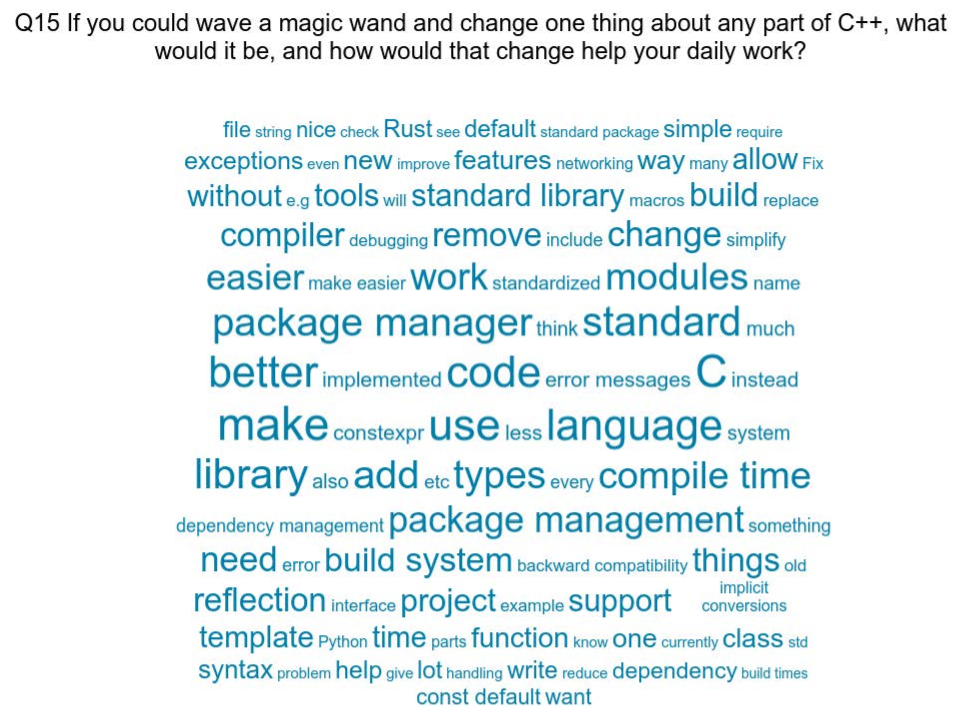 Q15 If you could wave a magic wand and change one thing about any part of C++, what
would it be, and how would that change help your daily work?
file string nice check Rust see default standard package simple require
exceptions even new improve features networking way many allow Fix
without e.g tools will standard library macros build replace
compiler debugging remove include change simplify
easier make easier work standardized modules name
package manager think standard much
better implemented code error messages C instead
make constexpr use less language system
library also add etc types every compile time
dependency management package management something
need error build system backward compatibility things old
reflection interface project example support implicit
conversions
template Python time parts function know one currently class std
syntax problem help give lot handling write reduce dependency build times
const default want